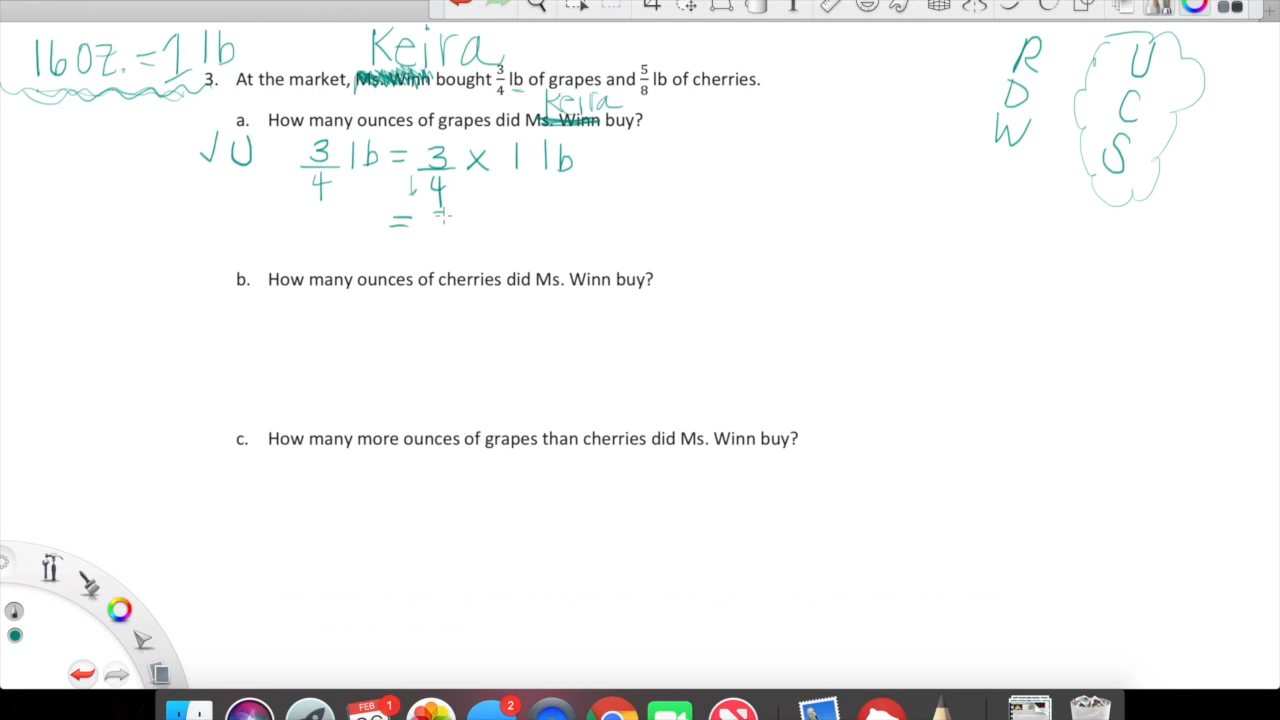 16 oz. = 1 lb
Keira
R
D
W
U
C
S
3. At the market, Ms. Winn bought 3/4 lb of grapes and 5/8 lb of cherries.
Keira
a. How many ounces of grapes did Ms. Winn buy?
√ U 3/4 lb = 3/4 x 1 lb
=
b. How many ounces of cherries did Ms. Winn buy?
c. How many more ounces of grapes than cherries did Ms. Winn buy?
FEB
1
2